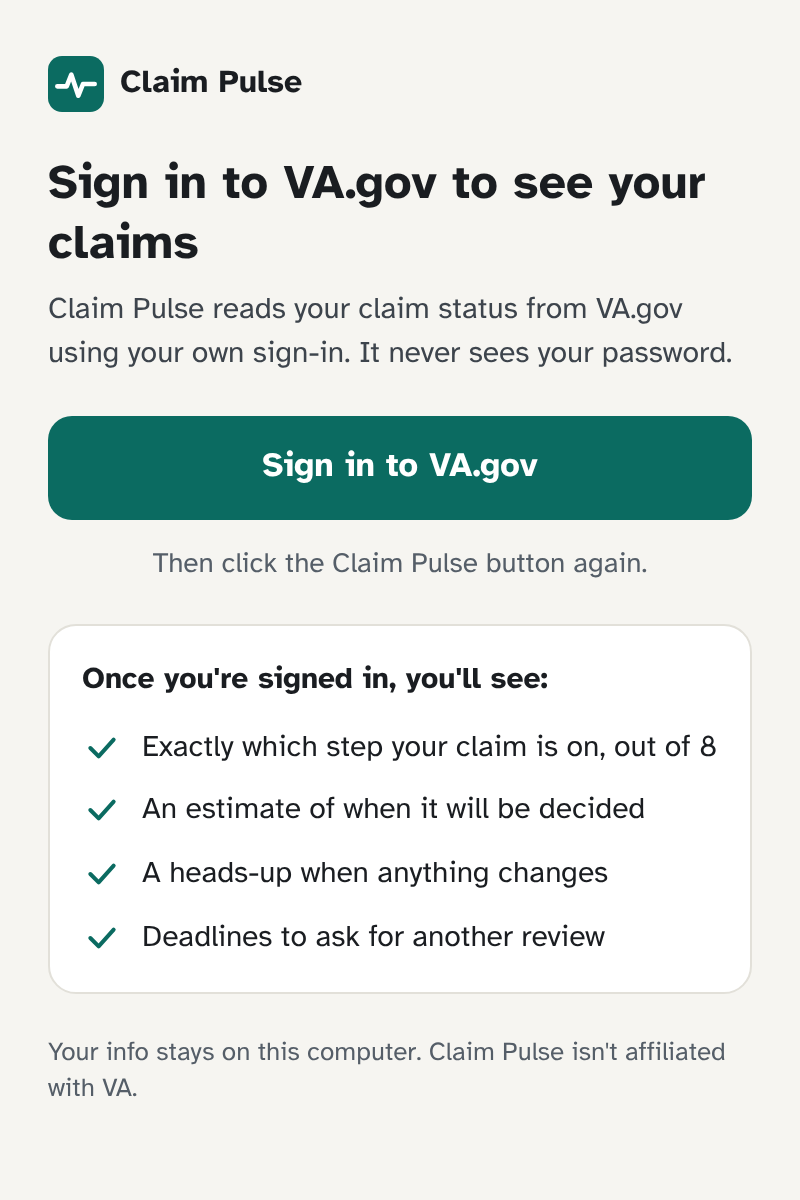 Claim Pulse
Sign in to VA.gov to see your
claims
Claim Pulse reads your claim status from VA.gov
using your own sign-in. It never sees your password.
Sign in to VA.gov
Then click the Claim Pulse button again.
Once you're signed in, you'll see:
Exactly which step your claim is on, out of 8
An estimate of when it will be decided
A heads-up when anything changes
Deadlines to ask for another review
Your info stays on this computer. Claim Pulse isn't affiliated
with VA.